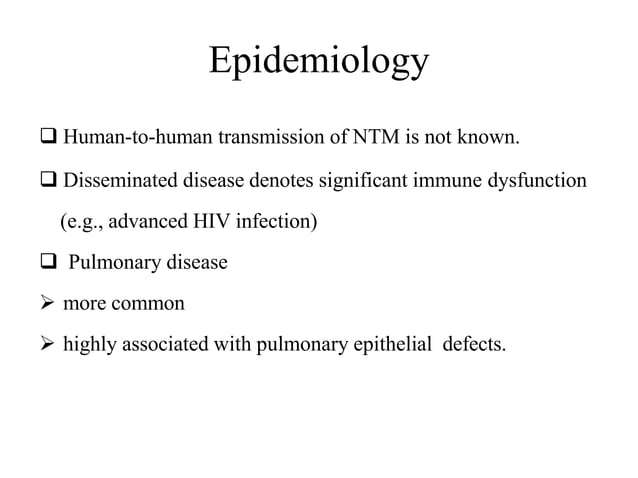 Epidemiology
❑ Human-to-human transmission of NTM is not known.
❑ Disseminated disease denotes significant immune dysfunction
(e.g., advanced HIV infection)
❑ Pulmonary disease
➢ more common
➢ highly associated with pulmonary epithelial defects.